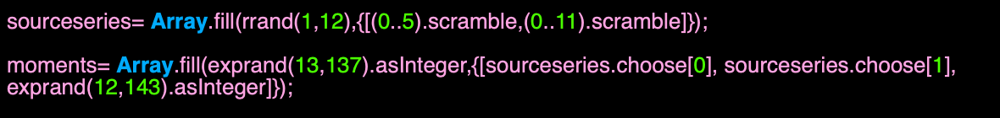 sourceseries= Array.fill(rrand(1,12),{[(0..5).scramble,(0..11).scramble]});
moments= Array.fill(exprand(13,137).asInteger,{[sourceseries.choose[0], sourceseries.choose[1],
exprand(12,143).asInteger]});